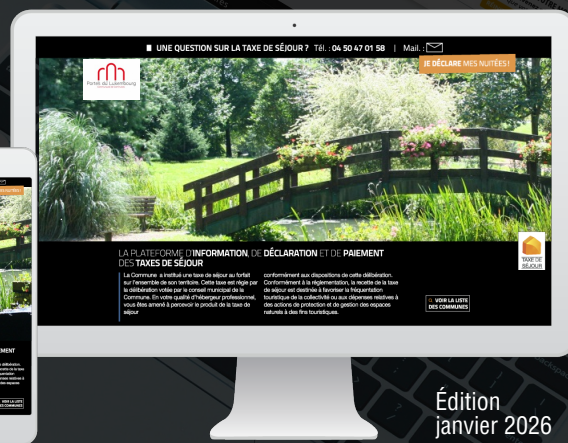 UNE QUESTION SUR LA TAXE DE SÉJOUR ? Tél. : 04 50 47 01 58 | Mail. :
JE DÉCLARE MES NUITÉES !
Portes du Luxembourg
TAXE DE
SÉJOUR
LA PLATEFORME D'INFORMATION, DE DÉCLARATION ET DE PAIEMENT
DES TAXES DE SÉJOUR
La Commune a institué une taxe de séjour au forfait
sur l'ensemble de son territoire. Cette taxe est régie par
la délibération votée par le conseil municipal de la
Commune. En votre qualité d'hébergeur professionnel,
vous êtes amené à percevoir le produit de la taxe de
séjour
conformément aux dispositions de cette délibération.
Conformément à la règlementation, la recette de la taxe
de séjour est destinée à favoriser la fréquentation
touristique de la collectivité ou aux dépenses relatives à
des actions de protection et de gestion des espaces
naturels à des fins touristiques.
VOIR LA LISTE
DES COMMUNES
VOIR LA LISTE
DES COMMUNES
Édition
janvier 2026